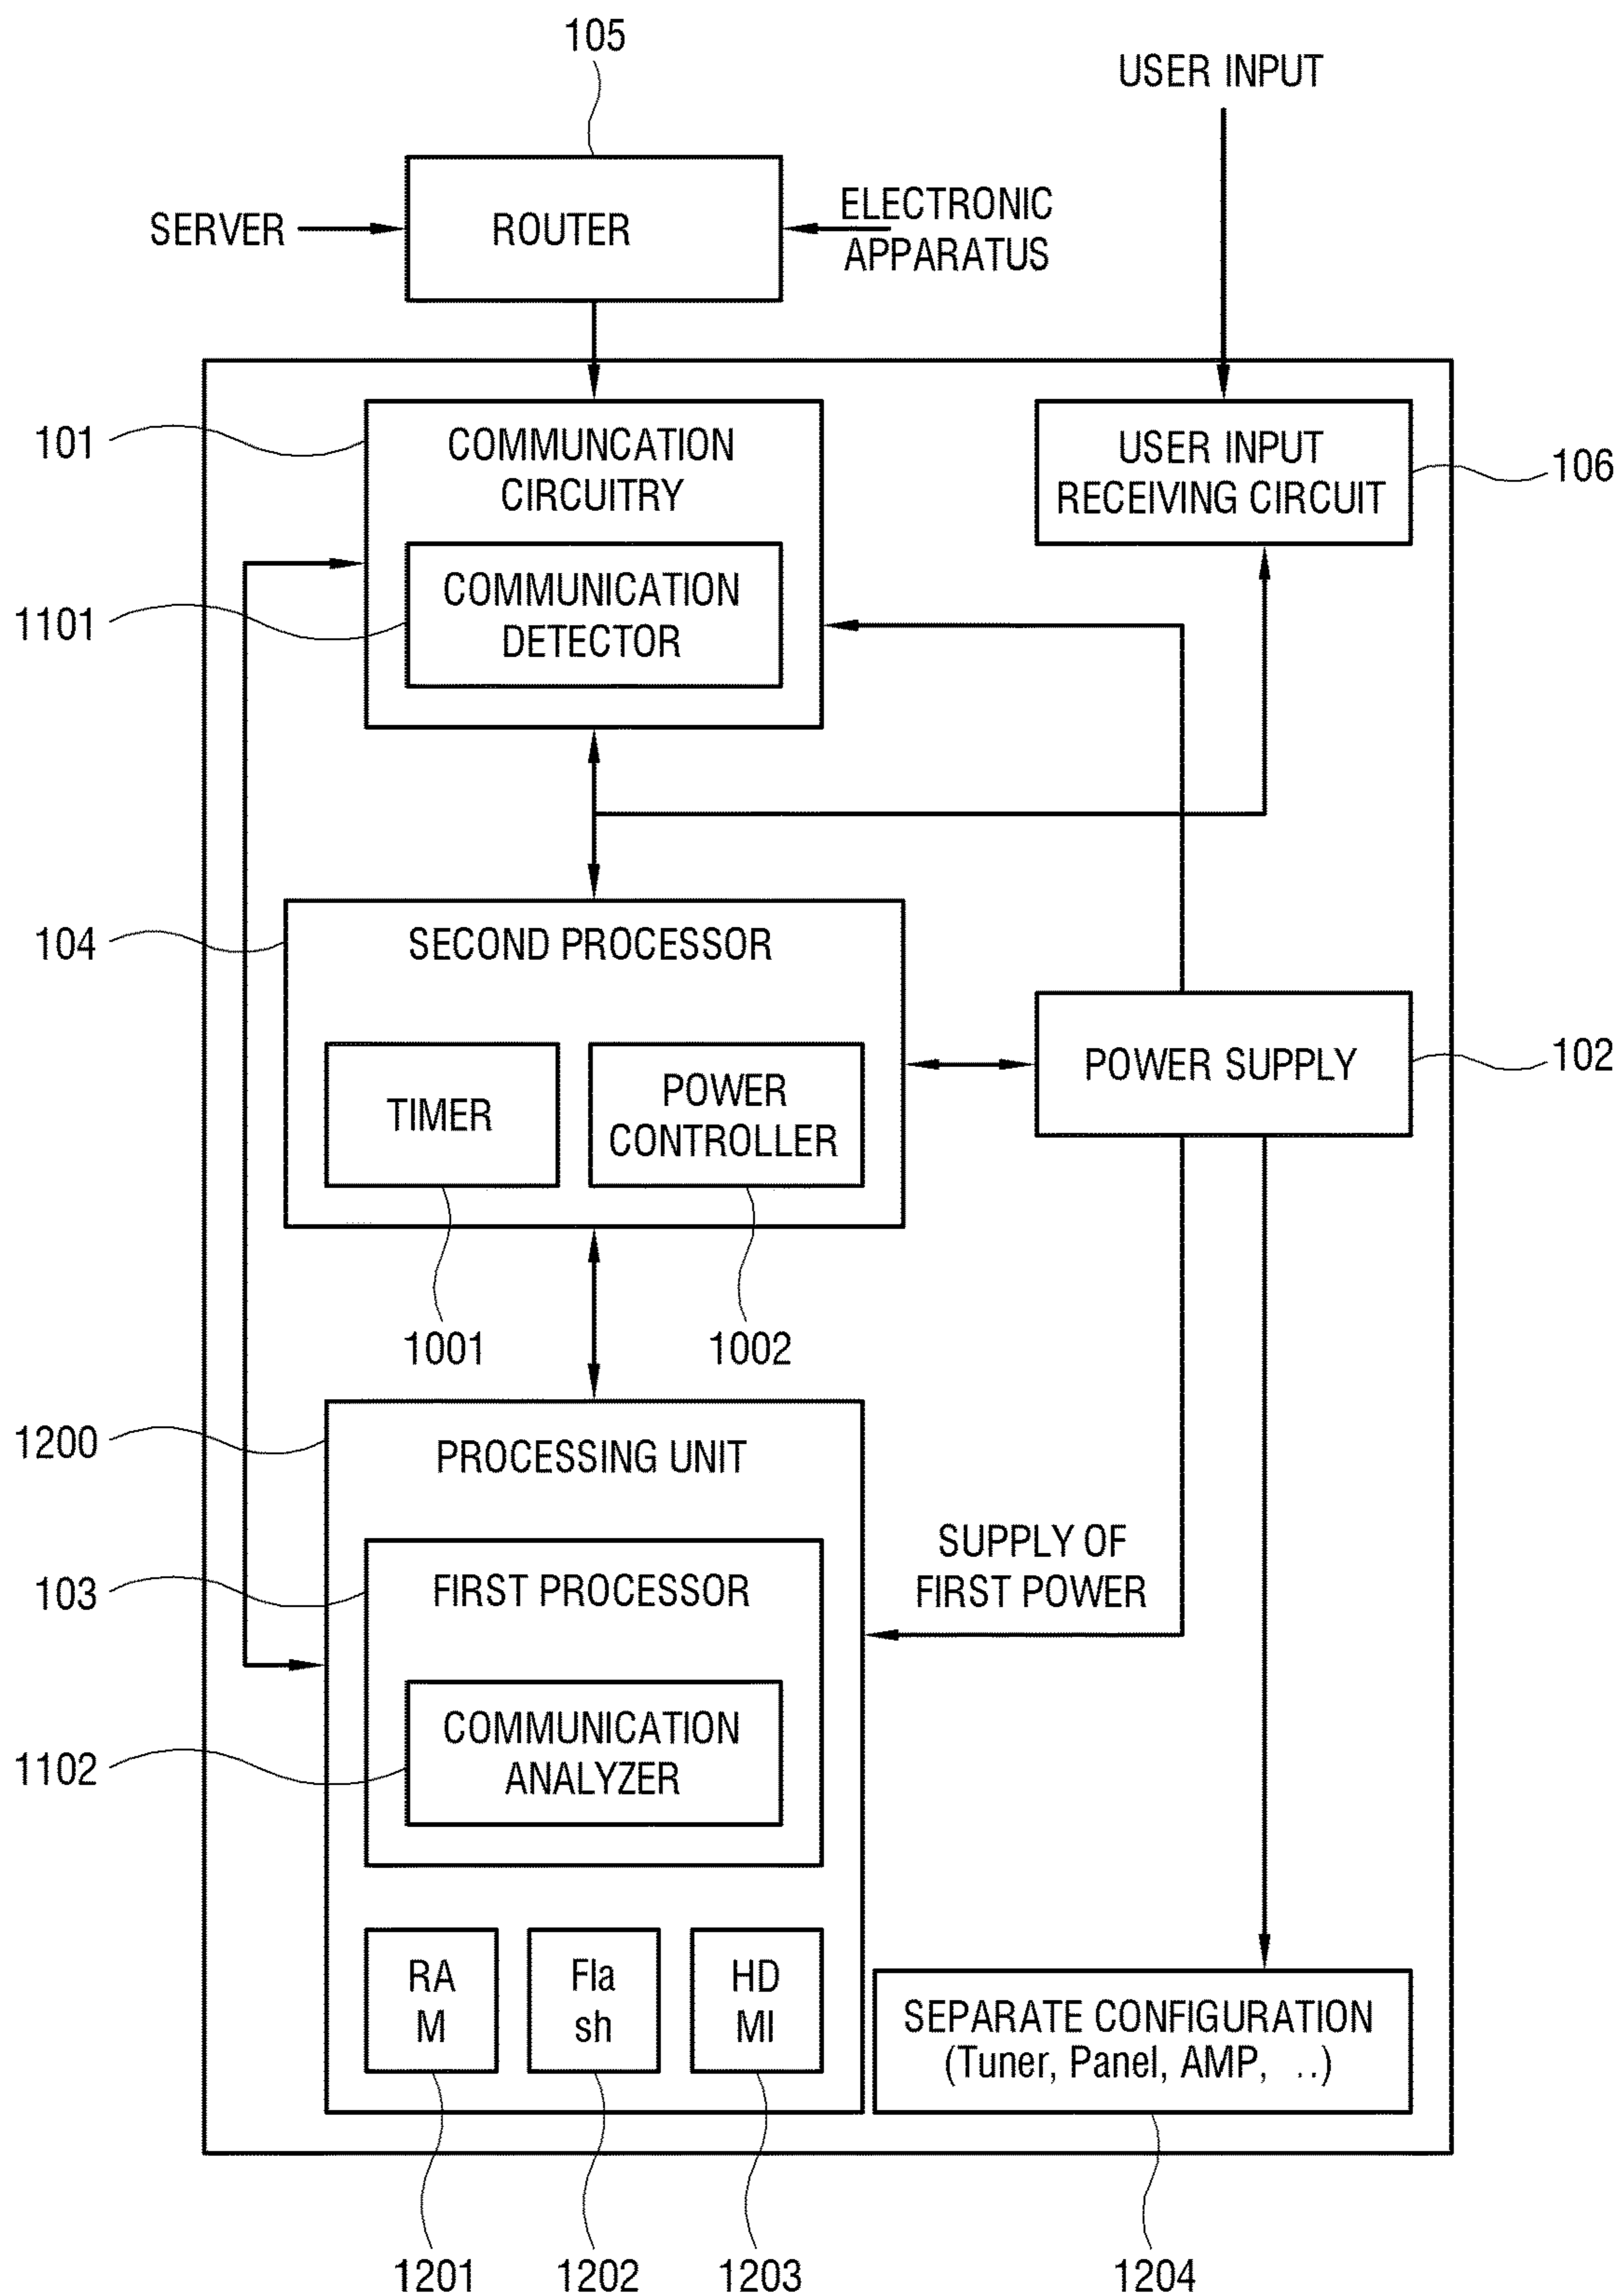 105
USER INPUT
SERVER
ROUTER
ELECTRONIC
APPARATUS
101
COMMUNCATION
CIRCUITRY
USER INPUT
RECEIVING CIRCUIT
106
1101
COMMUNICATION
DETECTOR
104
SECOND PROCESSOR
TIMER
POWER
CONTROLLER
POWER SUPPLY
102
1001
1002
1200
PROCESSING UNIT
SUPPLY OF
FIRST POWER
103
FIRST PROCESSOR
1102
COMMUNICATION
ANALYZER
RA
M
Fla
sh
HD
MI
SEPARATE CONFIGURATION
(Tuner, Panel, AMP, ..)
1201
1202
1203
1204